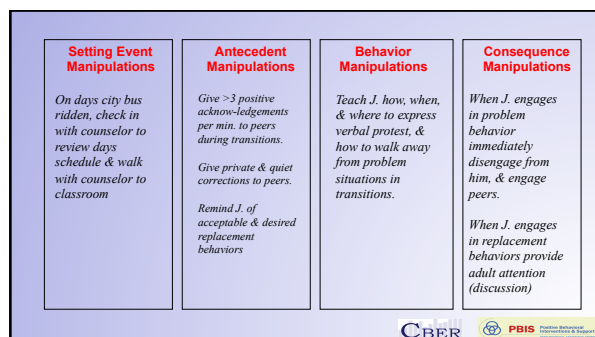 Setting Event
Manipulations
On days city bus
ridden, check in
with counselor to
review days
schedule & walk
with counselor to
classroom
Antecedent
Manipulations
Give >3 positive
acknow-ledgements
per min. to peers
during transitions.
Give private & quiet
corrections to peers.
Remind J. of
acceptable & desired
replacement
behaviors
Behavior
Manipulations
Teach J. how, when,
& where to express
verbal protest, &
how to walk away
from problem
situations in
transitions.
Consequence
Manipulations
When J. engages
in problem
behavior
immediately
disengage from
him, & engage
peers.
When J. engages
in replacement
behaviors provide
adult attention
(discussion)
CBER
PBIS Positive Behavioral
Interventions & Support